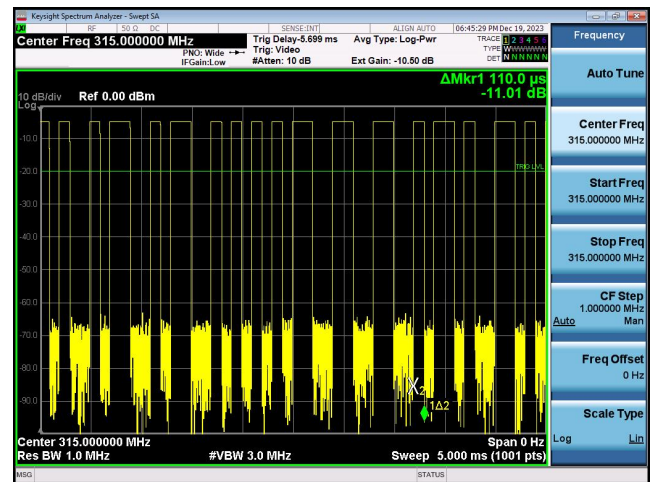 Keysight Spectrum Analyzer - Swept SA
RF 50 Ω DC SENSE:INT ALIGN AUTO 06:45:29 PM Dec 19, 2023
Center Freq 315.000000 MHz
PNO: Wide
IFGain:Low
Trig Delay-5.699 ms
Trig: Video
#Atten: 10 dB
Avg Type: Log-Pwr
Ext Gain: -10.50 dB
TRACE 1 2 3 4 5 6
TYPE WWWWWW
DET N N N N N N
ΔMkr1 110.0 µs
-11.01 dB
10 dB/div
Log
Ref 0.00 dBm
-10.0
-20.0
TRIG LVL
-30.0
-40.0
-50.0
-60.0
-70.0
-80.0
-90.0
X2
1Δ2
Center 315.000000 MHz Span 0 Hz
Res BW 1.0 MHz #VBW 3.0 MHz Sweep 5.000 ms (1001 pts)
MSG STATUS
Frequency
Auto Tune
Center Freq
315.000000 MHz
Start Freq
315.000000 MHz
Stop Freq
315.000000 MHz
CF Step
1.000000 MHz
Auto Man
Freq Offset
0 Hz
Scale Type
Log Lin